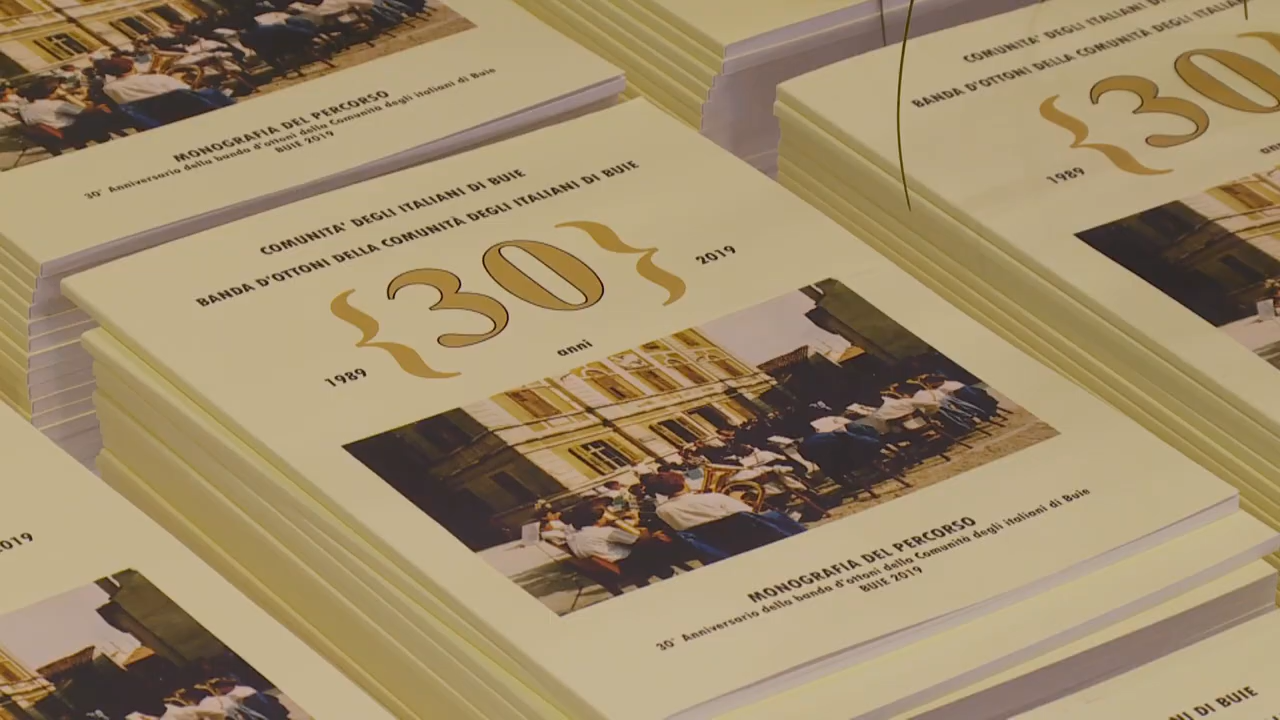 MONOGRAFIA DEL PERCORSO
30° Anniversario della banda d'ottoni della Comunità degli italiani di Buie
BUIE 2019
COMUNITA' DEGLI ITALIANI DI BUIE
BANDA D'OTTONI DELLA COMUNITÀ DEGLI ITALIANI DI BUIE
{30}
1989
2019
anni
MONOGRAFIA DEL PERCORSO
30° Anniversario della banda d'ottoni della Comunità degli italiani di Buie
BUIE 2019
COMUNITA' DEGLI ITALIANI DI
BANDA D'OTTONI DELLA COMUNITÀ DEGLI ITALIANI
{30}
1989
2019
DI BUIE